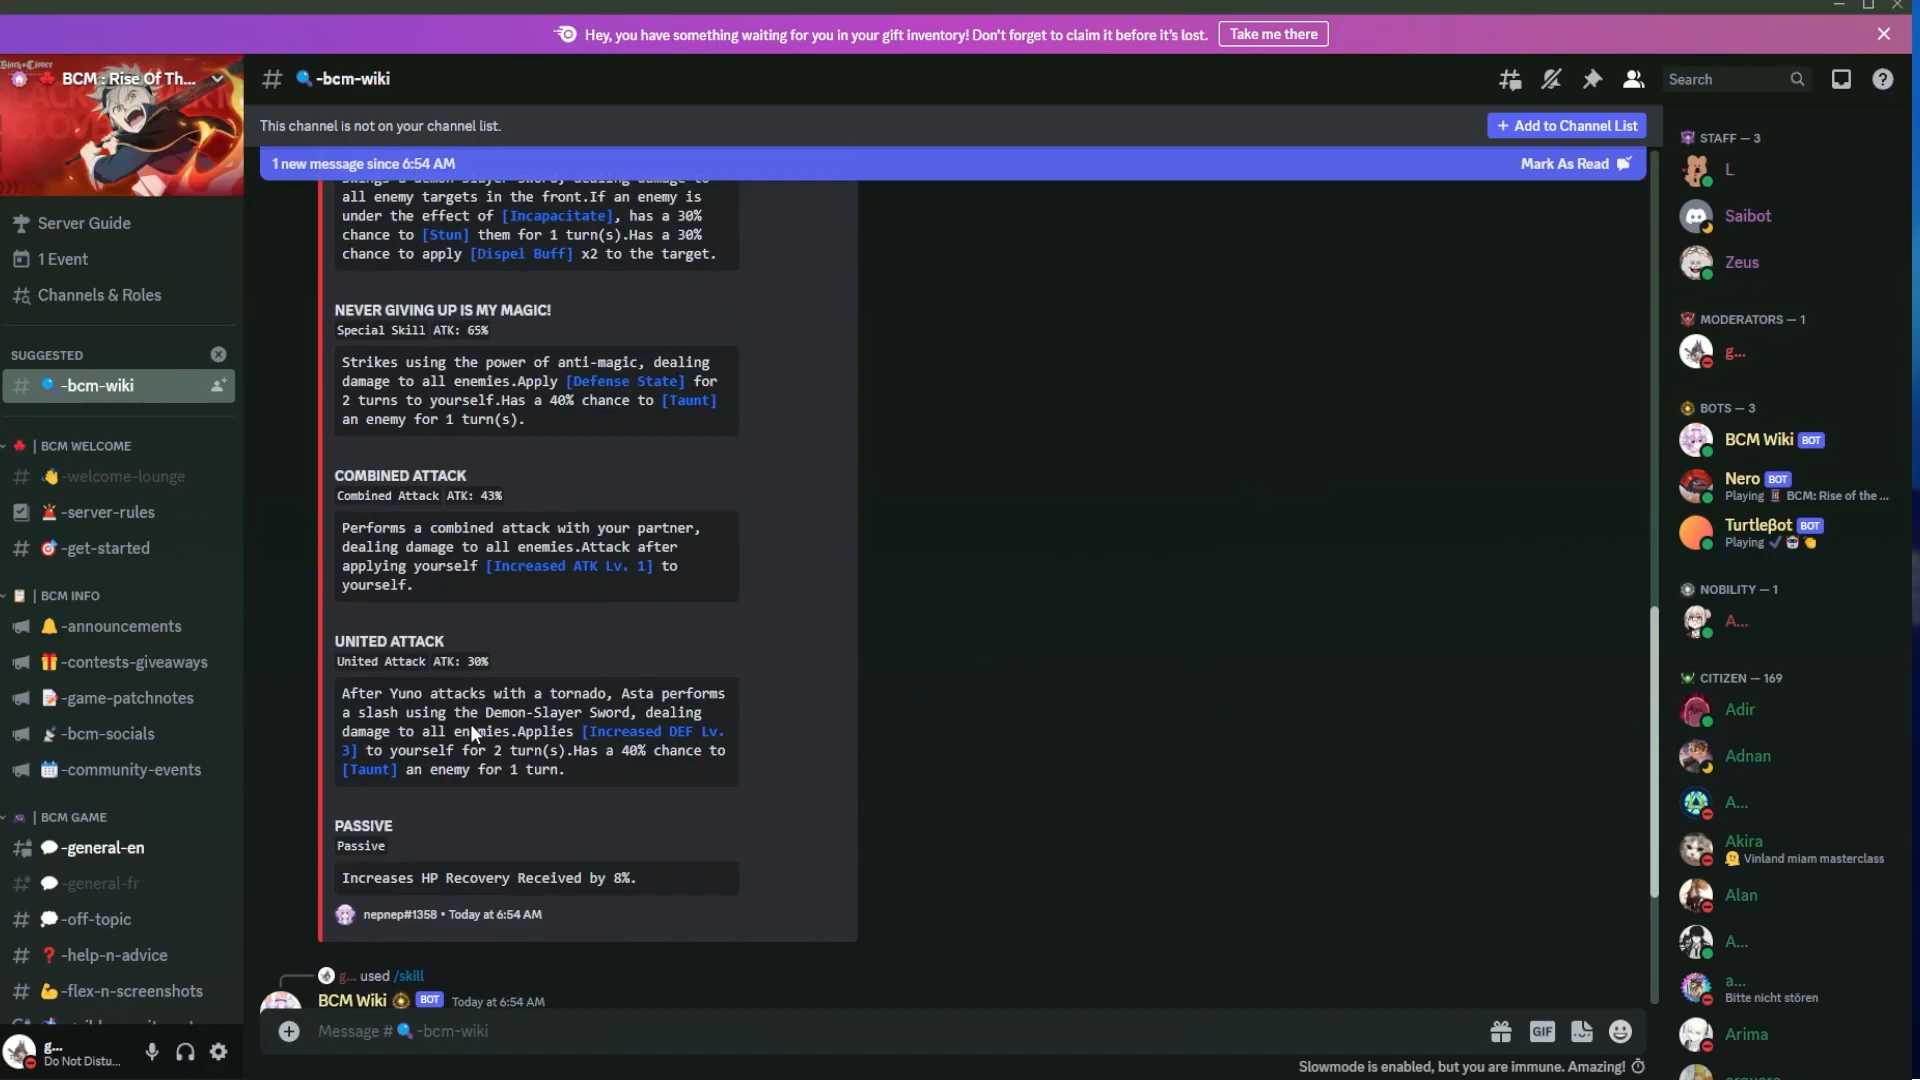 Hey, you have something waiting for you in your gift inventory! Don't forget to claim it before it's lost.
Take me there
Black Clover
BCM : Rise Of Th...
Server Guide
1 Event
Channels & Roles
SUGGESTED
-bcm-wiki
| BCM WELCOME
-welcome-lounge
-server-rules
-get-started
| BCM INFO
-announcements
-contests-giveaways
-game-patchnotes
-bcm-socials
-community-events
| BCM GAME
-general-en
-general-fr
-off-topic
-help-n-advice
-flex-n-screenshots
g...
Do Not Distu...
-bcm-wiki
Search
This channel is not on your channel list.
+ Add to Channel List
1 new message since 6:54 AM
Mark As Read
all enemy targets in the front.If an enemy is
under the effect of [Incapacitate], has a 30%
chance to [Stun] them for 1 turn(s).Has a 30%
chance to apply [Dispel Buff] x2 to the target.
NEVER GIVING UP IS MY MAGIC!
Special Skill ATK: 65%
Strikes using the power of anti-magic, dealing
damage to all enemies.Apply [Defense State] for
2 turns to yourself.Has a 40% chance to [Taunt]
an enemy for 1 turn(s).
COMBINED ATTACK
Combined Attack ATK: 43%
Performs a combined attack with your partner,
dealing damage to all enemies.Attack after
applying yourself [Increased ATK Lv. 1] to
yourself.
UNITED ATTACK
United Attack ATK: 30%
After Yuno attacks with a tornado, Asta performs
a slash using the Demon-Slayer Sword, dealing
damage to all enemies.Applies [Increased DEF Lv.
3] to yourself for 2 turn(s).Has a 40% chance to
[Taunt] an enemy for 1 turn.
PASSIVE
Passive
Increases HP Recovery Received by 8%.
nepnep#1358 • Today at 6:54 AM
g... used /skill
BCM Wiki BOT Today at 6:54 AM
Message # -bcm-wiki
GIF
Slowmode is enabled, but you are immune. Amazing!
STAFF — 3
L
Saibot
Zeus
MODERATORS — 1
g...
BOTS — 3
BCM Wiki BOT
Nero BOT
Playing BCM: Rise of the ...
Turtleβot BOT
Playing
NOBILITY — 1
A...
CITIZEN — 169
Adir
Adnan
A...
Akira
Vinland miam masterclass
Alan
A...
a...
Bitte nicht stören
Arima